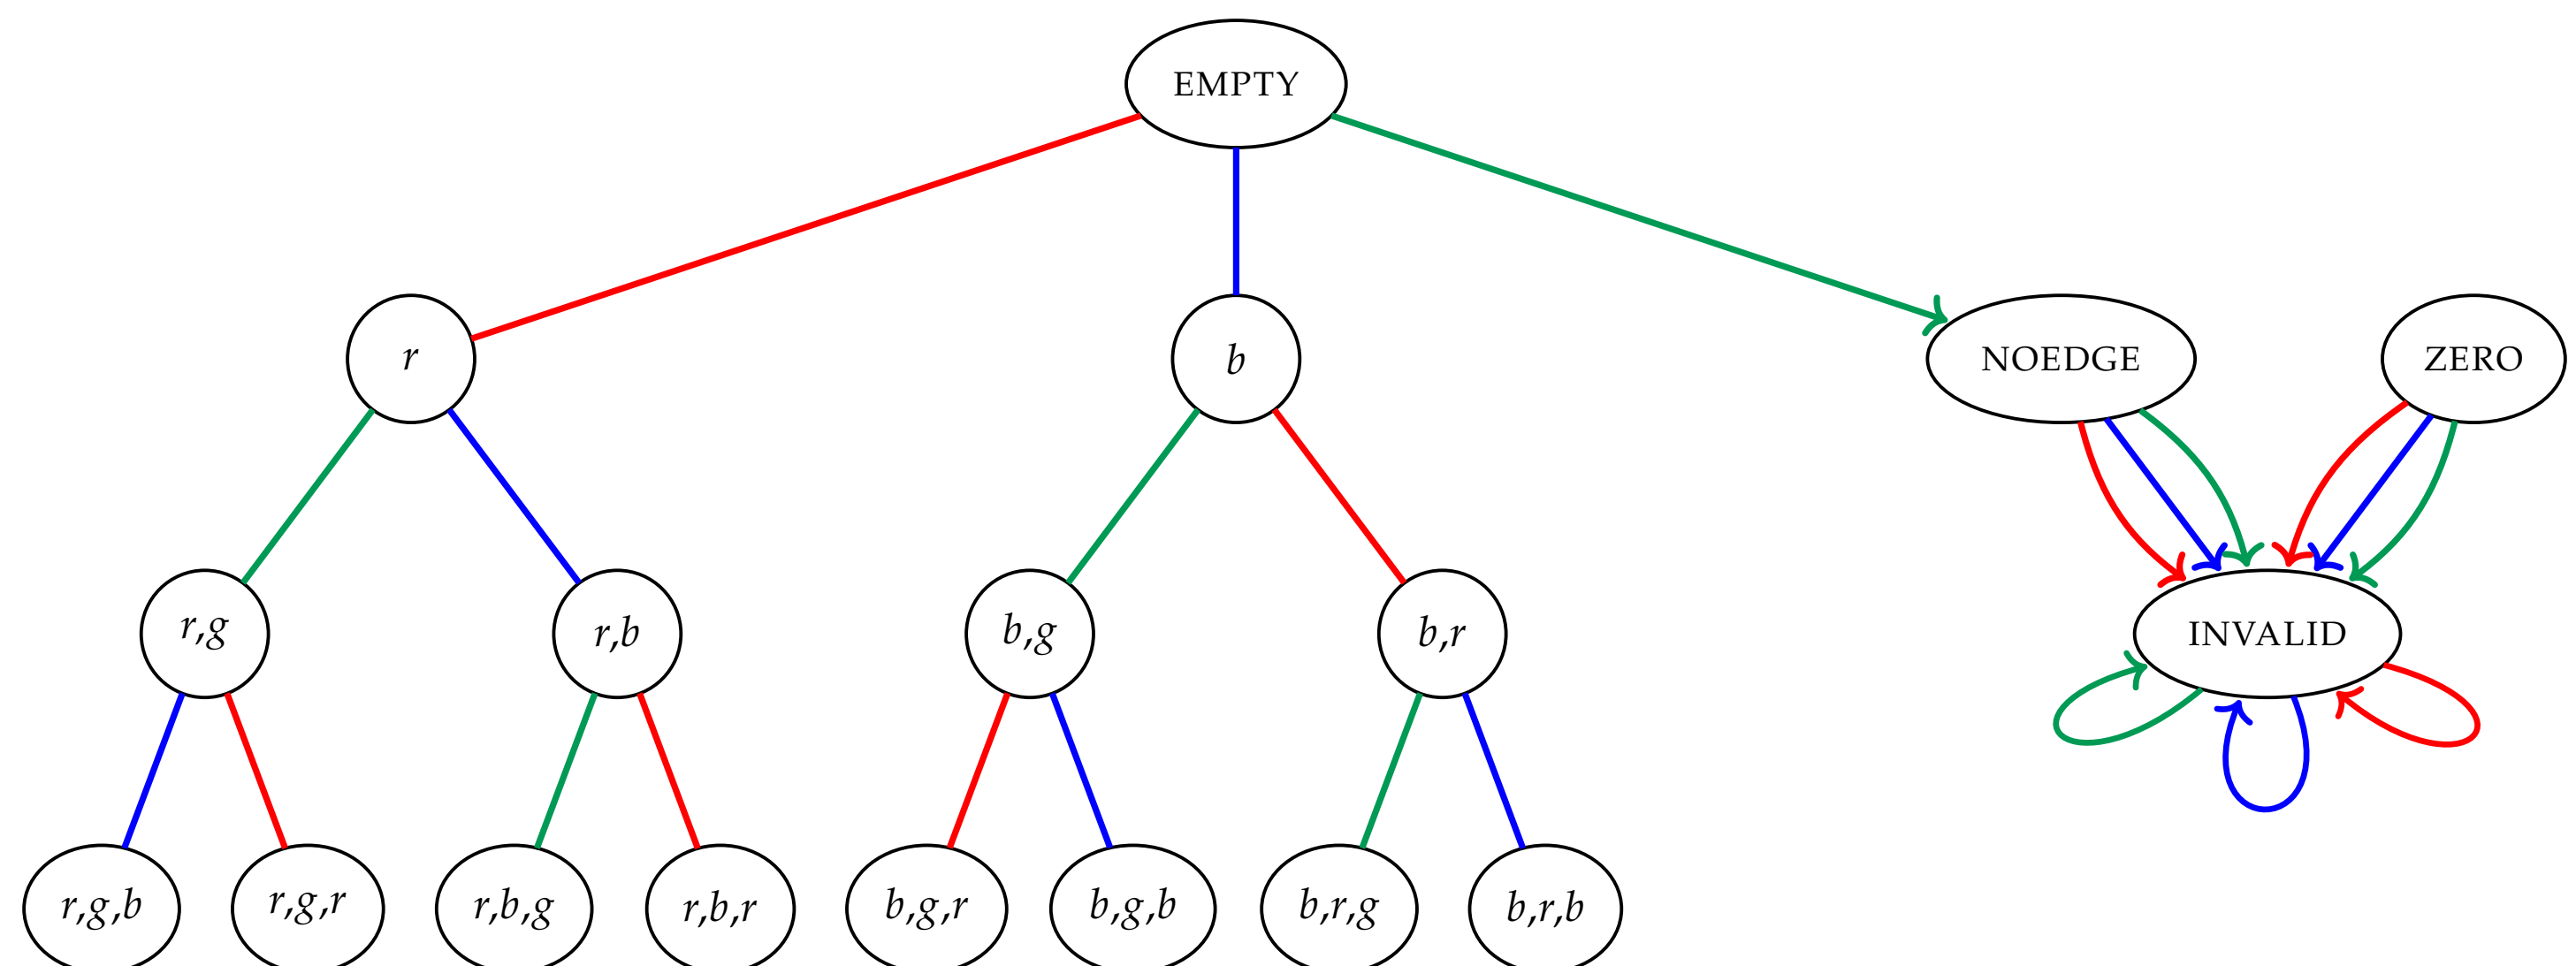 EMPTY
r b NOEDGE ZERO
r,g r,b b,g b,r INVALID
r,g,b r,g,r r,b,g r,b,r b,g,r b,g,b b,r,g b,r,b